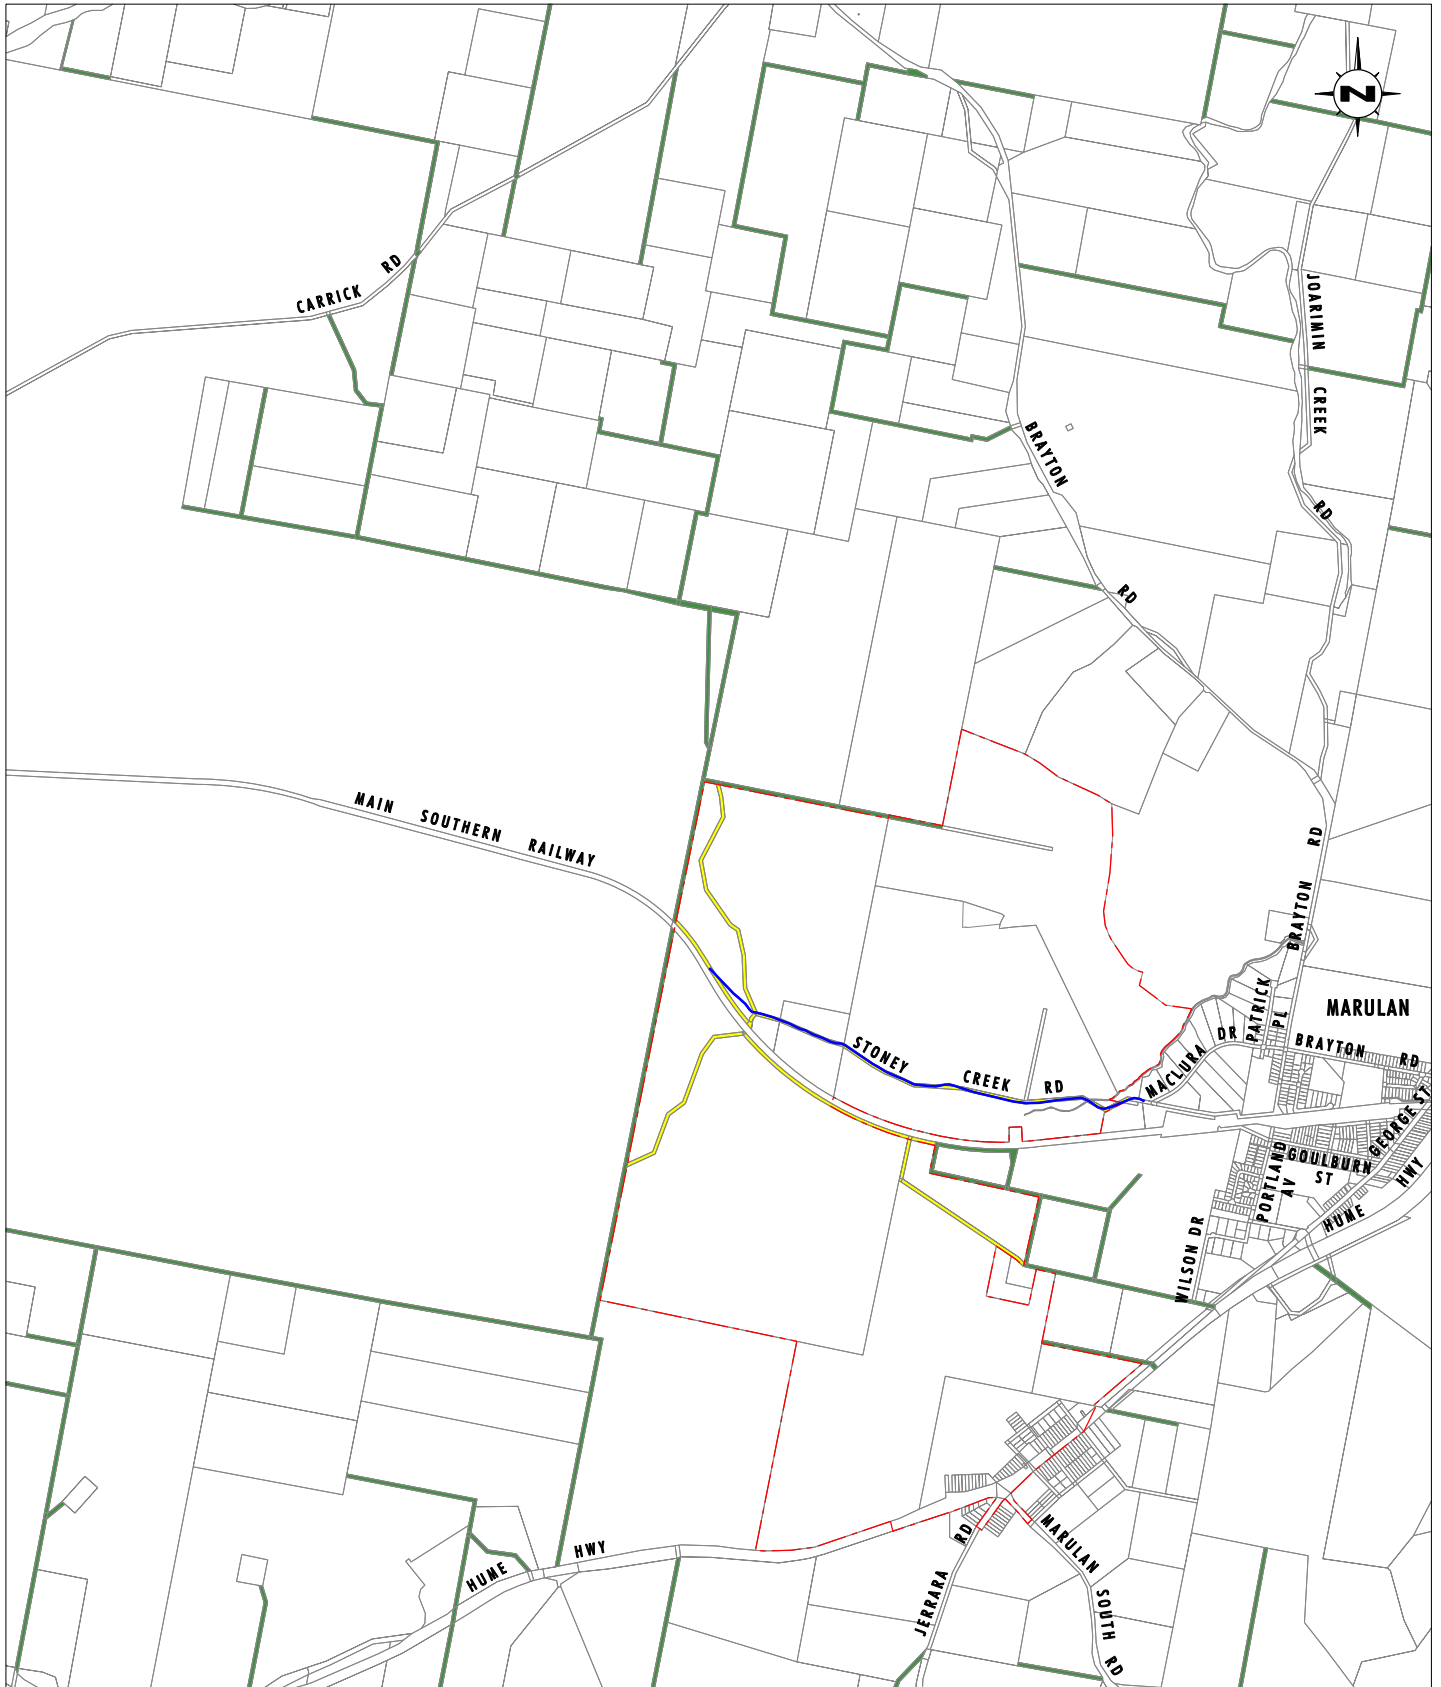 N
CARRICK RD
JOARIMIN CREEK RD
BRAYTON RD
MAIN SOUTHERN RAILWAY
BRAYTON RD
PATRICK PL
MARULAN
STONEY CREEK RD
MACLURA DR
BRAYTON RD
GEORGE ST
GOULBURN ST
PORTLAND AV
HUME HWY
WILSON DR
HUME HWY
JERRARA RD
MARULAN SOUTH RD